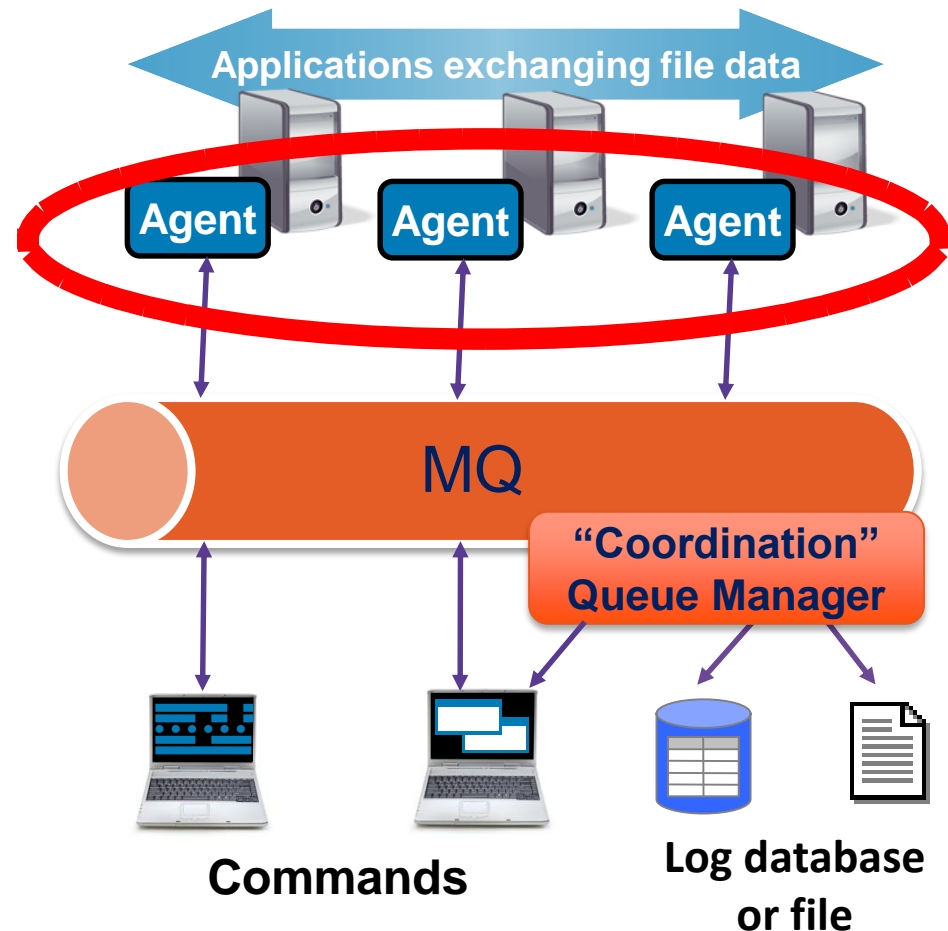 Applications exchanging file data
Agent
Agent
Agent
MQ
“Coordination”
Queue Manager
Commands
Log database
or file